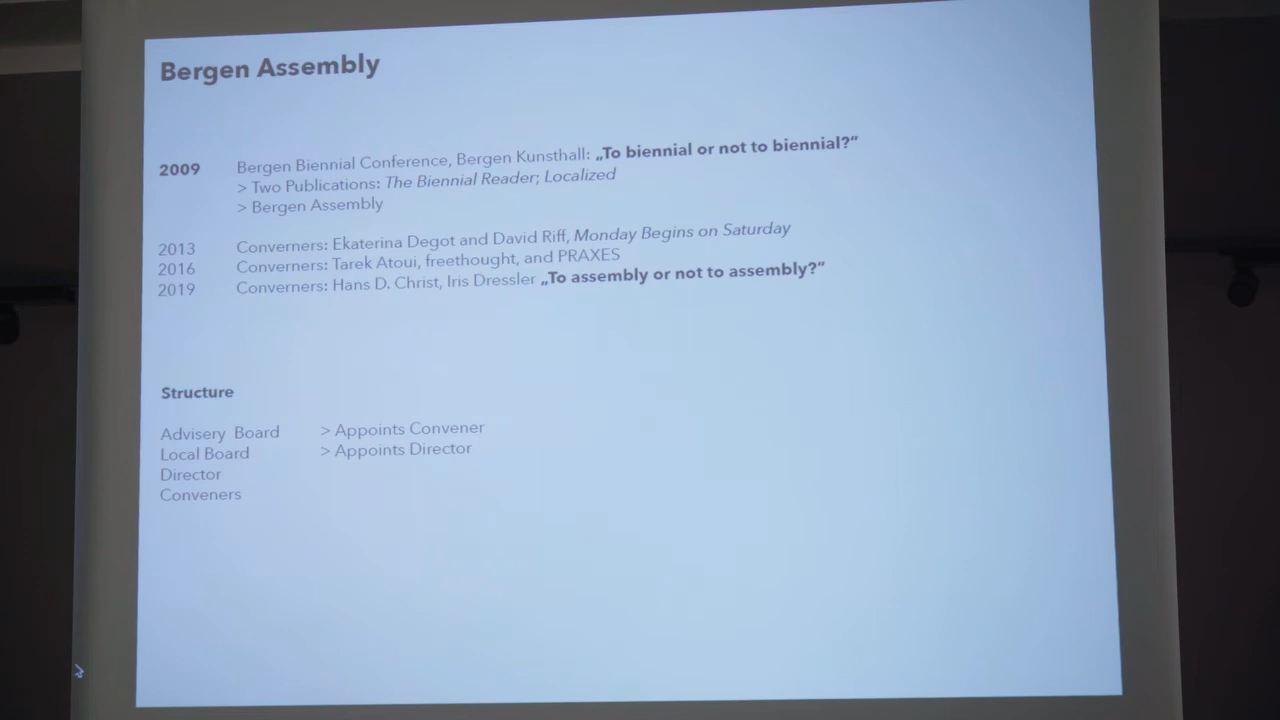 Bergen Assembly
2009 Bergen Biennial Conference, Bergen Kunsthall: „To biennial or not to biennial?“
> Two Publications: The Biennial Reader; Localized
> Bergen Assembly
2013 Converners: Ekaterina Degot and David Riff, Monday Begins on Saturday
2016 Converners: Tarek Atoui, freethought, and PRAXES
2019 Converners: Hans D. Christ, Iris Dressler „To assembly or not to assembly?“
Structure
Advisery Board > Appoints Convener
Local Board > Appoints Director
Director
Conveners